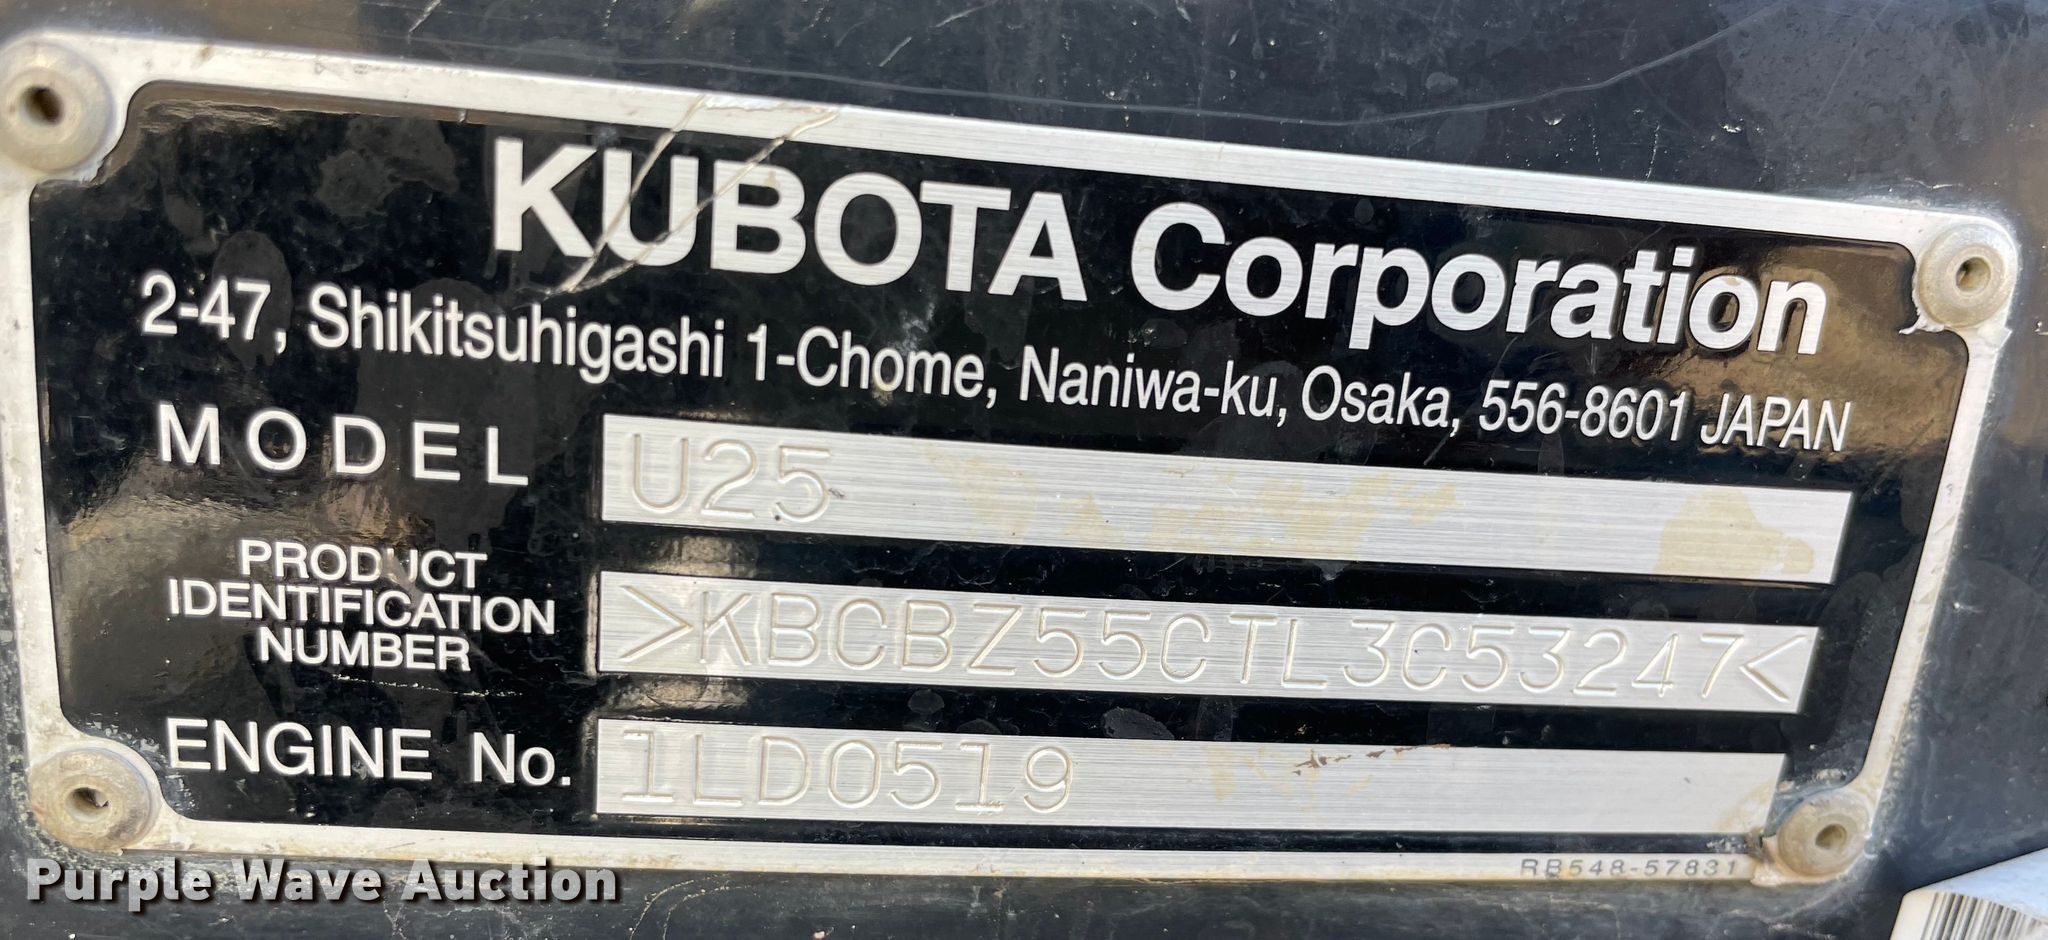 KUBOTA Corporation
2-47, Shikitsuhigashi 1-Chome, Naniwa-ku, Osaka, 556-8601 JAPAN
MODEL U25
PRODUCT
IDENTIFICATION
NUMBER
>KBCBZ55CTL3C53247<
ENGINE No. 1LD0519
RB548-57831
Purple Wave Auction